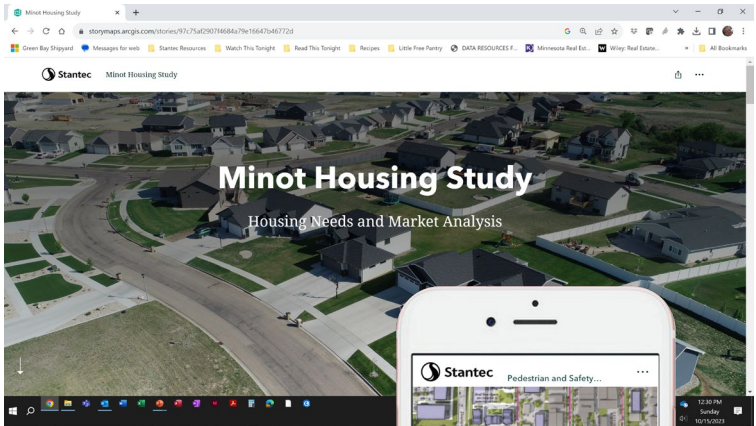 Minot Housing Study
storymaps.arcgis.com/stories/97c75af2907f4684a79e16647b46772d
Green Bay Shipyard Messages for web Stantec Resources Watch This Tonight Read This Tonight Recipes Little Free Pantry DATA RESOURCES F... Minnesota Real Est... Wiley: Real Estate... » All Bookmarks
Stantec Minot Housing Study
Minot Housing Study
Housing Needs and Market Analysis
Stantec Pedestrian and Safety...
12:30 PM
Sunday
10/15/2023